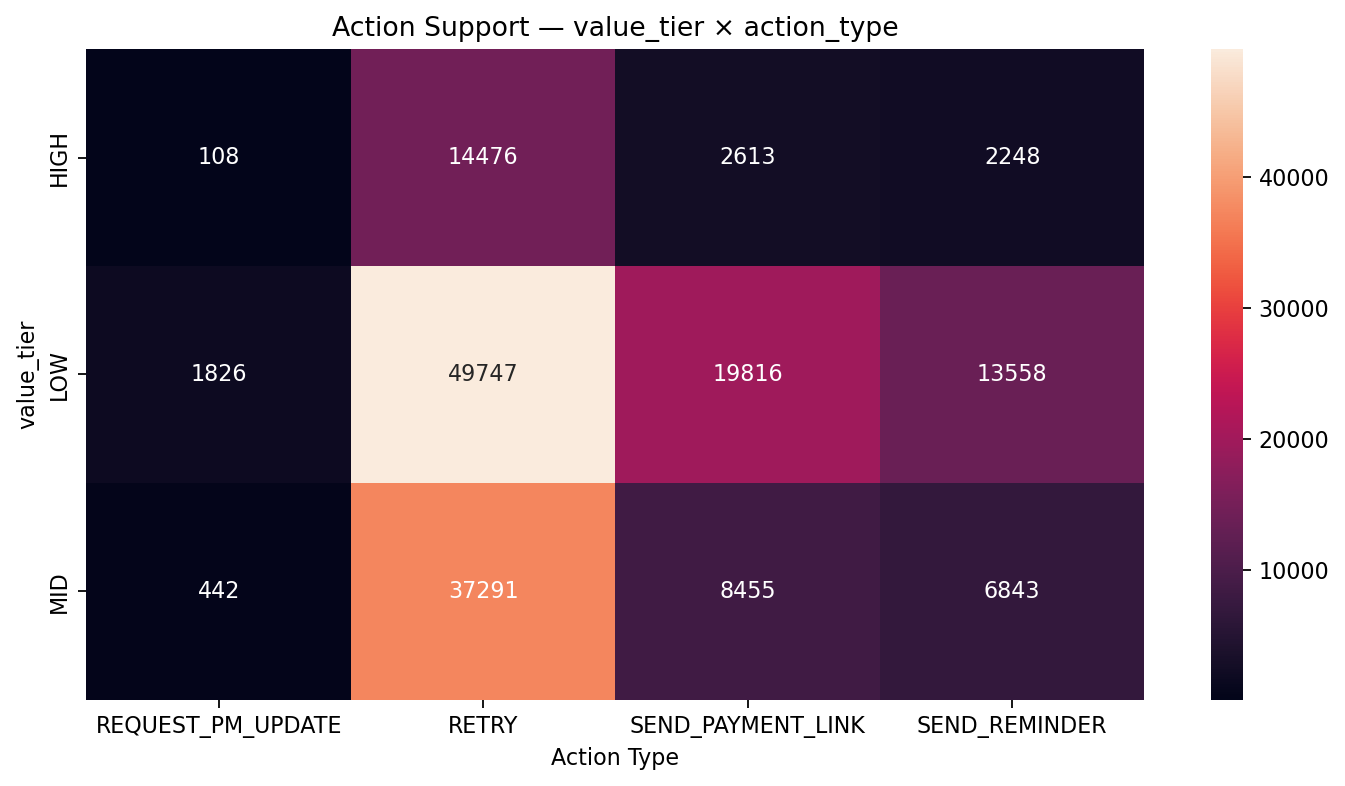 Action Support — value_tier × action_type
value_tier
HIGH
108 14476 2613 2248
LOW
1826 49747 19816 13558
MID
442 37291 8455 6843
REQUEST_PM_UPDATE RETRY SEND_PAYMENT_LINK SEND_REMINDER
Action Type
40000
30000
20000
10000